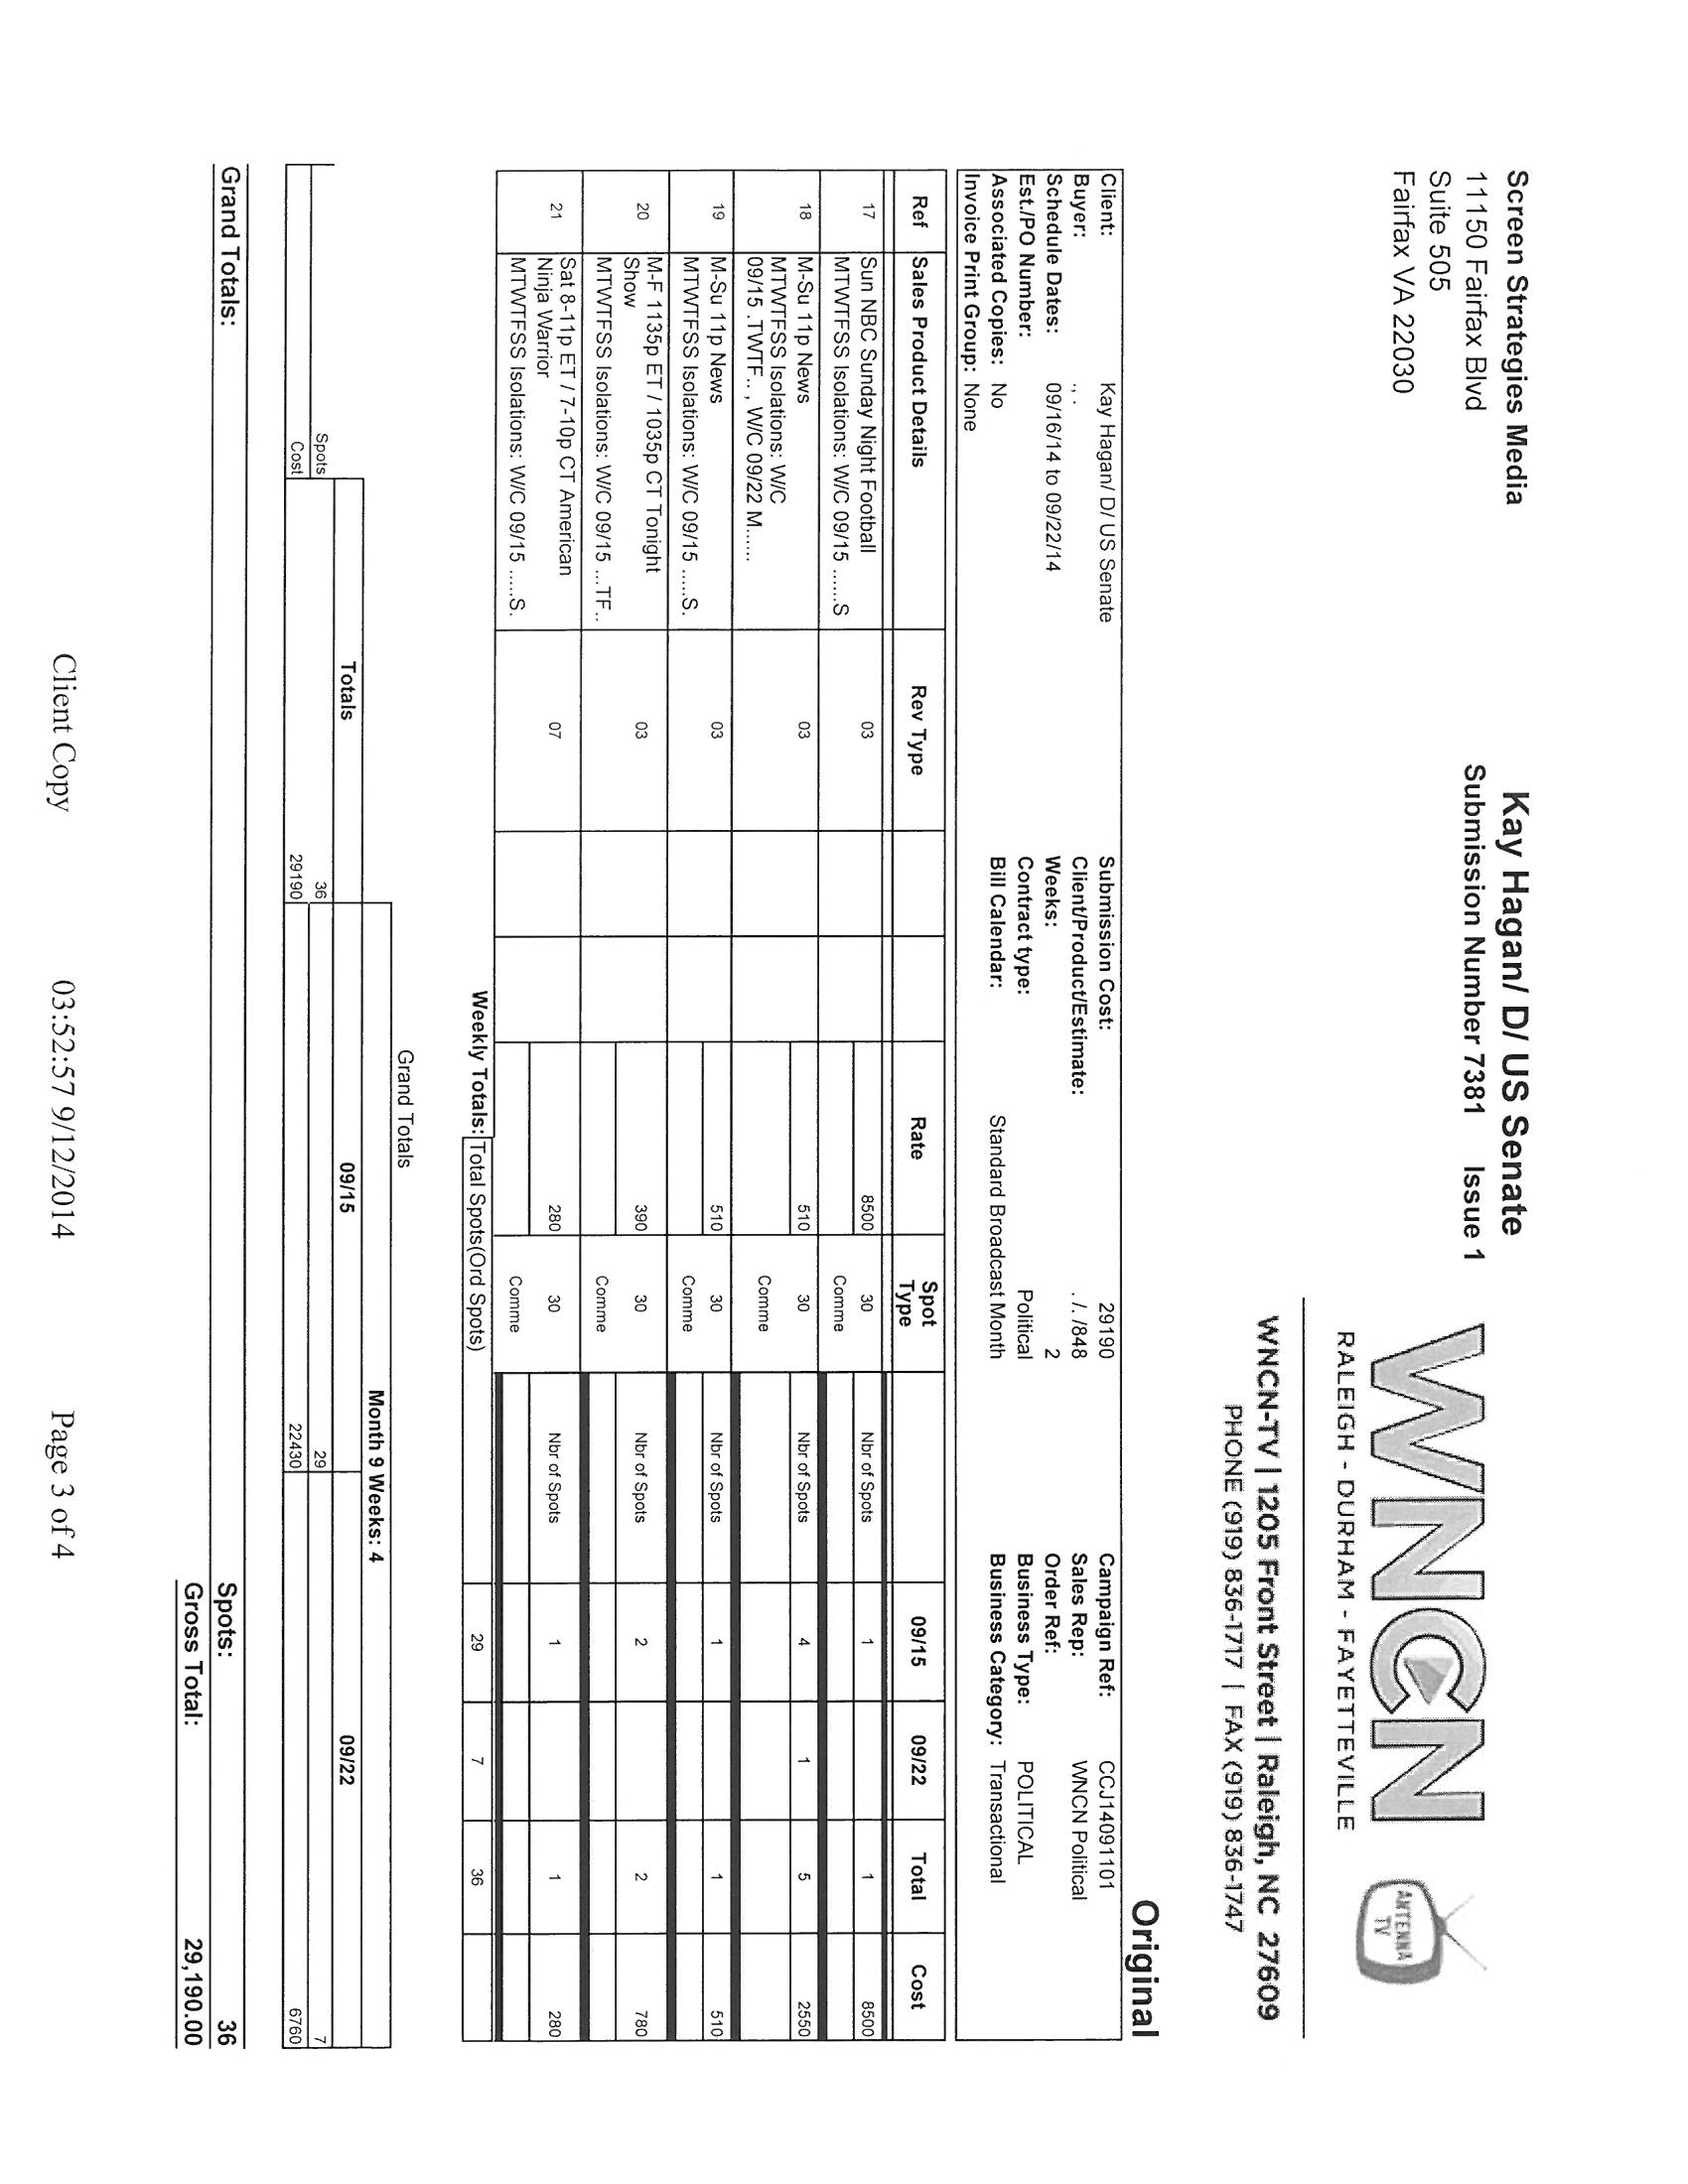 Screen Strategies Media
11150 Fairfax Blvd
Suite 505
Fairfax VA 22030
Kay Hagan/ D/ US Senate
Submission Number 7381 Issue 1
WNCN
RALEIGH - DURHAM - FAYETTEVILLE
ANTENNA
TV
WNCN-TV | 1205 Front Street | Raleigh, NC 27609
PHONE (919) 836-1717 | FAX (919) 836-1747
Original
Client: Kay Hagan/ D/ US Senate Submission Cost: 29190 Campaign Ref: CCJ14091101
Buyer: ., . Client/Product/Estimate: . /. /848 Sales Rep: WNCN Political
Schedule Dates: 09/16/14 to 09/22/14 Weeks: 2 Order Ref:
Est./PO Number: Contract type: Political Business Type: POLITICAL
Associated Copies: No Bill Calendar: Standard Broadcast Month Business Category: Transactional
Invoice Print Group: None
Ref Sales Product Details Rev Type Rate Spot Type 09/15 09/22 Total Cost
17 Sun NBC Sunday Night Football 03 8500 30 Nbr of Spots 1 1 8500
MTWTFSS Isolations: W/C 09/15 ......S Comme
18 M-Su 11p News 03 510 30 Nbr of Spots 4 1 5 2550
MTWTFSS Isolations: W/C
09/15 .TWTF.. , W/C 09/22 M...... Comme
19 M-Su 11p News 03 510 30 Nbr of Spots 1 1 510
MTWTFSS Isolations: W/C 09/15 .....S. Comme
20 M-F 1135p ET / 1035p CT Tonight 03 390 30 Nbr of Spots 2 2 780
Show
MTWTFSS Isolations: W/C 09/15 ...TF.. Comme
21 Sat 8-11p ET / 7-10p CT American 07 280 30 Nbr of Spots 1 1 280
Ninja Warrior
MTWTFSS Isolations: W/C 09/15 .....S. Comme
Weekly Totals: Total Spots(Ord Spots) 29 7 36
Grand Totals
Month 9 Weeks: 4
Totals 09/15 09/22
Spots 36 29 7
Cost 29190 22430 6760
Grand Totals: Spots: 36
Gross Total: 29,190.00
Client Copy 03:52:57 9/12/2014 Page 3 of 4